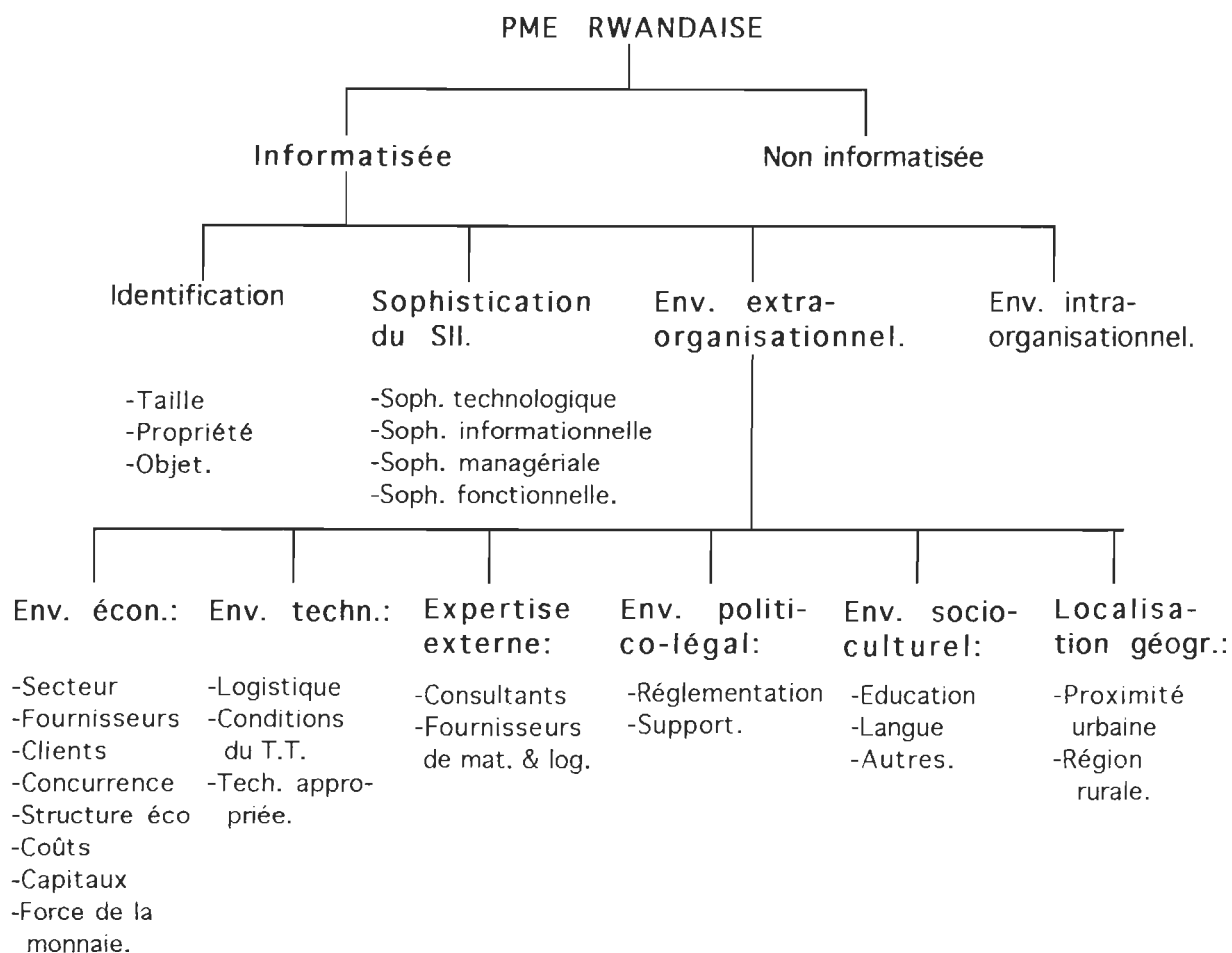 PME RWANDAISE
Informatisée
Non informatisée
Identification
-Taille
-Propriété
-Objet.
Sophistication
du SII.
-Soph. technologique
-Soph. informationnelle
-Soph. managériale
-Soph. fonctionnelle.
Env. extra-
organisationnel.
Env. intra-
organisationnel.
Env. écon.:
-Secteur
-Fournisseurs
-Clients
-Concurrence
-Structure éco
-Coûts
-Capitaux
-Force de la
monnaie.
Env. techn.:
-Logistique
-Conditions
du T.T.
-Tech. appro-
priée.
Expertise
externe:
-Consultants
-Fournisseurs
de mat. & log.
Env. politi-
co-légal:
-Réglementation
-Support.
Env. socio-
culturel:
-Education
-Langue
-Autres.
Localisa-
tion géogr.:
-Proximité
urbaine
-Région
rurale.